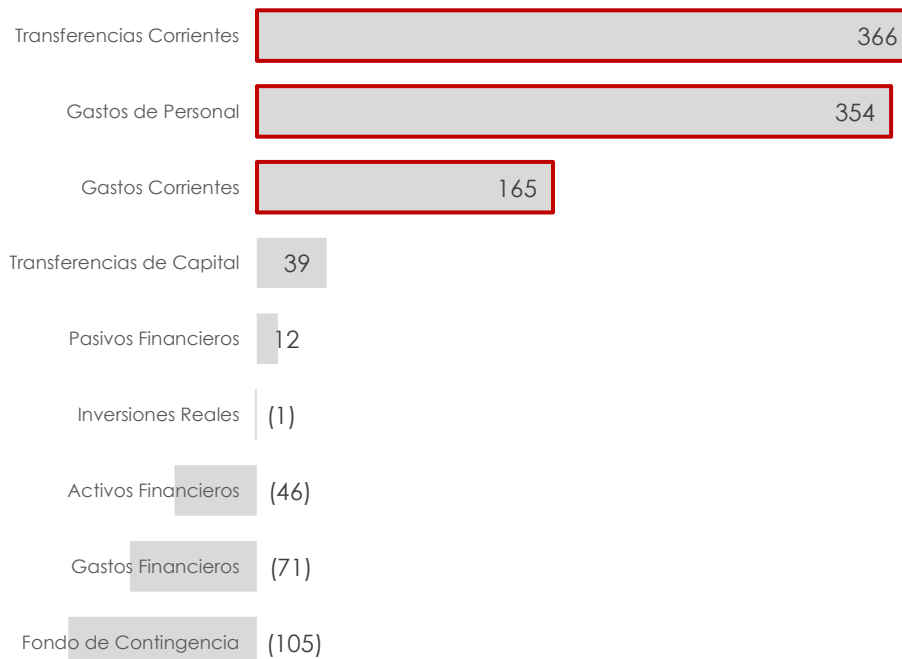 Transferencias Corrientes 366
Gastos de Personal 354
Gastos Corrientes 165
Transferencias de Capital 39
Pasivos Financieros 12
Inversiones Reales (1)
Activos Financieros (46)
Gastos Financieros (71)
Fondo de Contingencia (105)